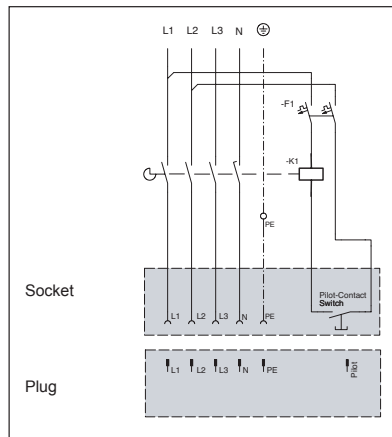 L1 L2 L3 N
-F1
-K1
PE
Socket
Pilot-Contact
Switch
L1 L2 L3 N PE
L1 L2 L3 N PE Pilot
Plug